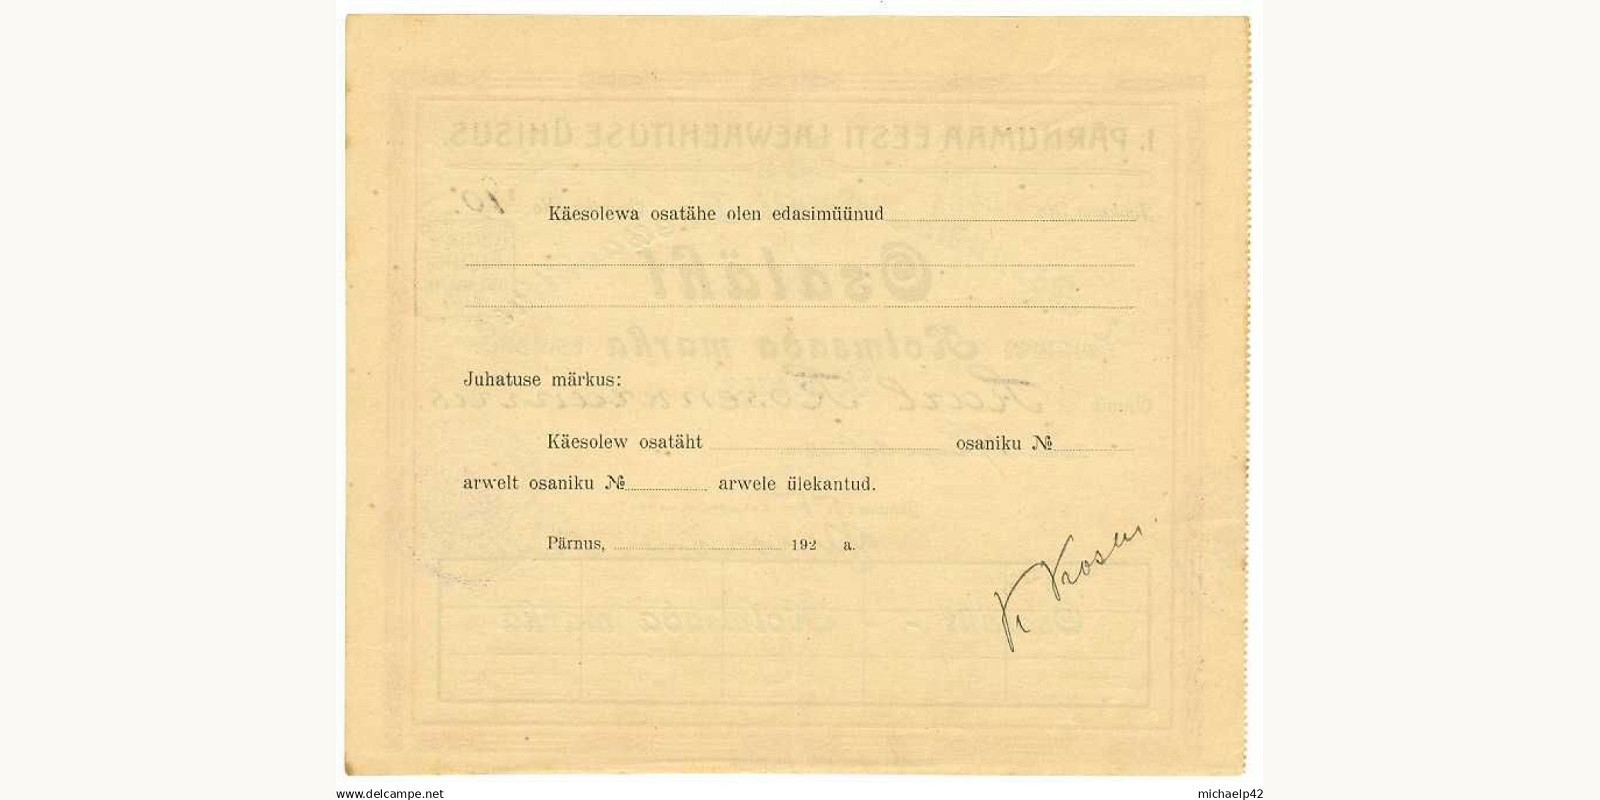 Käesolewa osatähe olen edasimüünud
Juhatuse märkus:
Käesolew osatäht osaniku №
arwelt osaniku № arwele ülekantud.
Pärnus, 192 a.
www.delcampe.net
michaelp42